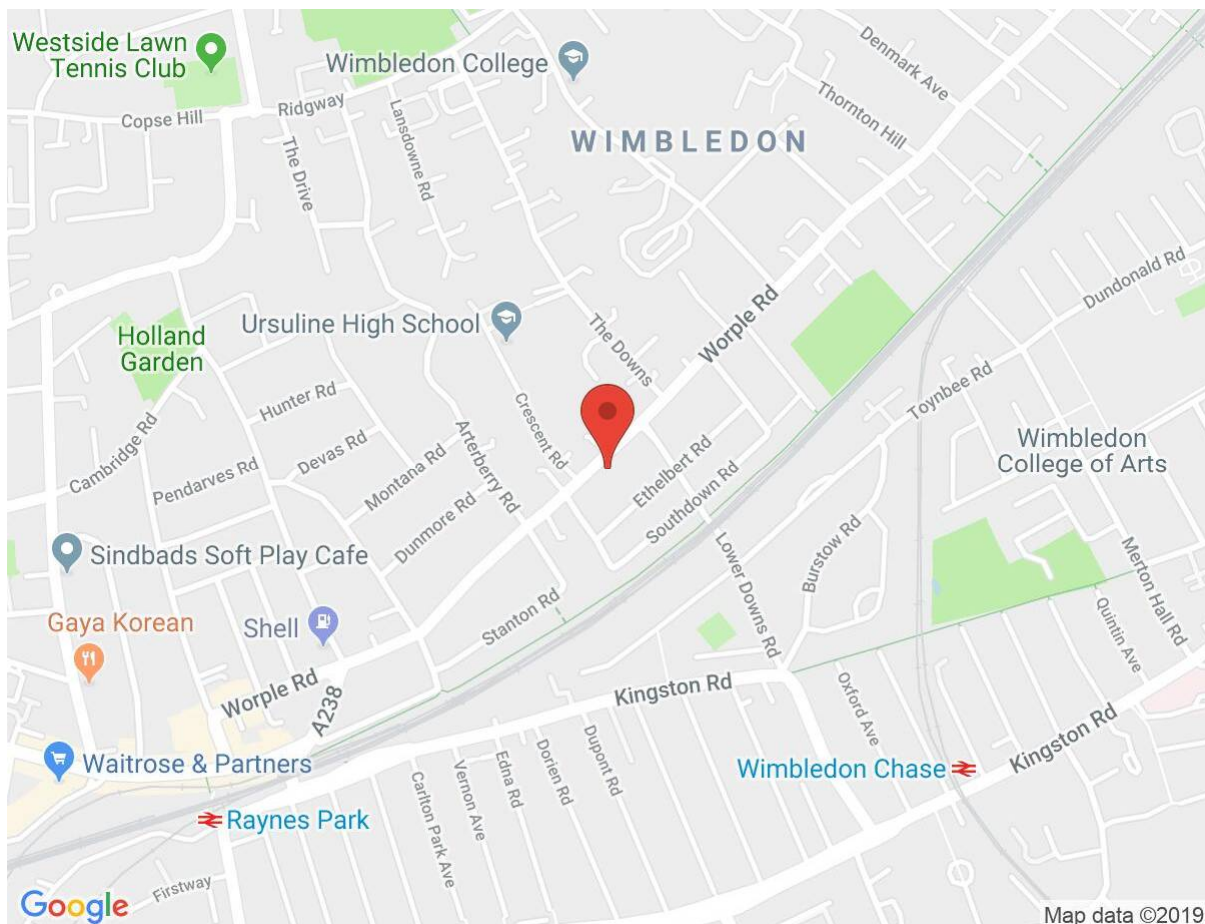 Westside Lawn
Tennis Club
Wimbledon College
Denmark Ave
Thornton Hill
Copse Hill
Ridgway
Lansdowne Rd
The Drive
WIMBLEDON
Dundonald Rd
Holland
Garden
Ursuline High School
The Downs
Worple Rd
Toynbee Rd
Hunter Rd
Cambridge Rd
Devas Rd
Pendarves Rd
Montana Rd
Arterberry Rd
Crescent Rd
Ethelbert Rd
Wimbledon
College of Arts
Dunmore Rd
Southdown Rd
Burstow Rd
Lower Downs Rd
Merton Hall Rd
Sindbads Soft Play Cafe
Stanton Rd
Quintin Ave
Gaya Korean
Shell
Worple Rd
A238
Kingston Rd
Oxford Ave
Kingston Rd
Waitrose & Partners
Carlton Park Ave
Vernon Ave
Edna Rd
Dorien Rd
Dupont Rd
Wimbledon Chase
Raynes Park
Firstway
Google
Map data ©2019